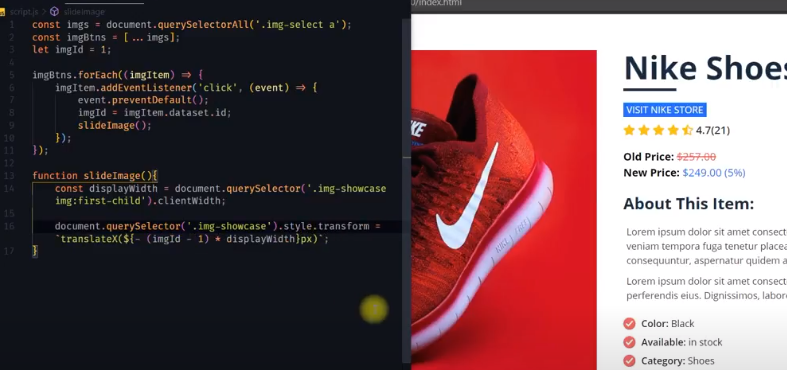 script.js > slideImage
1 const imgs = document.querySelectorAll('.img-select a');
2 const imgBtns = [...imgs];
3 let imgId = 1;
4
5 imgBtns.forEach((imgItem) => {
6 imgItem.addEventListener('click', (event) => {
7 event.preventDefault();
8 imgId = imgItem.dataset.id;
9 slideImage();
10 });
11 });
12
13 function slideImage(){
14 const displayWidth = document.querySelector('.img-showcase
img:first-child').clientWidth;
15
16 document.querySelector('.img-showcase').style.transform =
`translateX(${- (imgId - 1) * displayWidth}px)`;
17 }
0/index.html
NIKE
Nike Shoes
VISIT NIKE STORE
4.7(21)
Old Price: $257.00
New Price: $249.00 (5%)
About This Item:
Lorem ipsum dolor sit amet consect
veniam tempora fuga tenetur placea
consequuntur, aspernatur quidem a
Lorem ipsum dolor sit amet consect
perferendis eius. Dignissimos, labor
Color: Black
Available: in stock
Category: Shoes